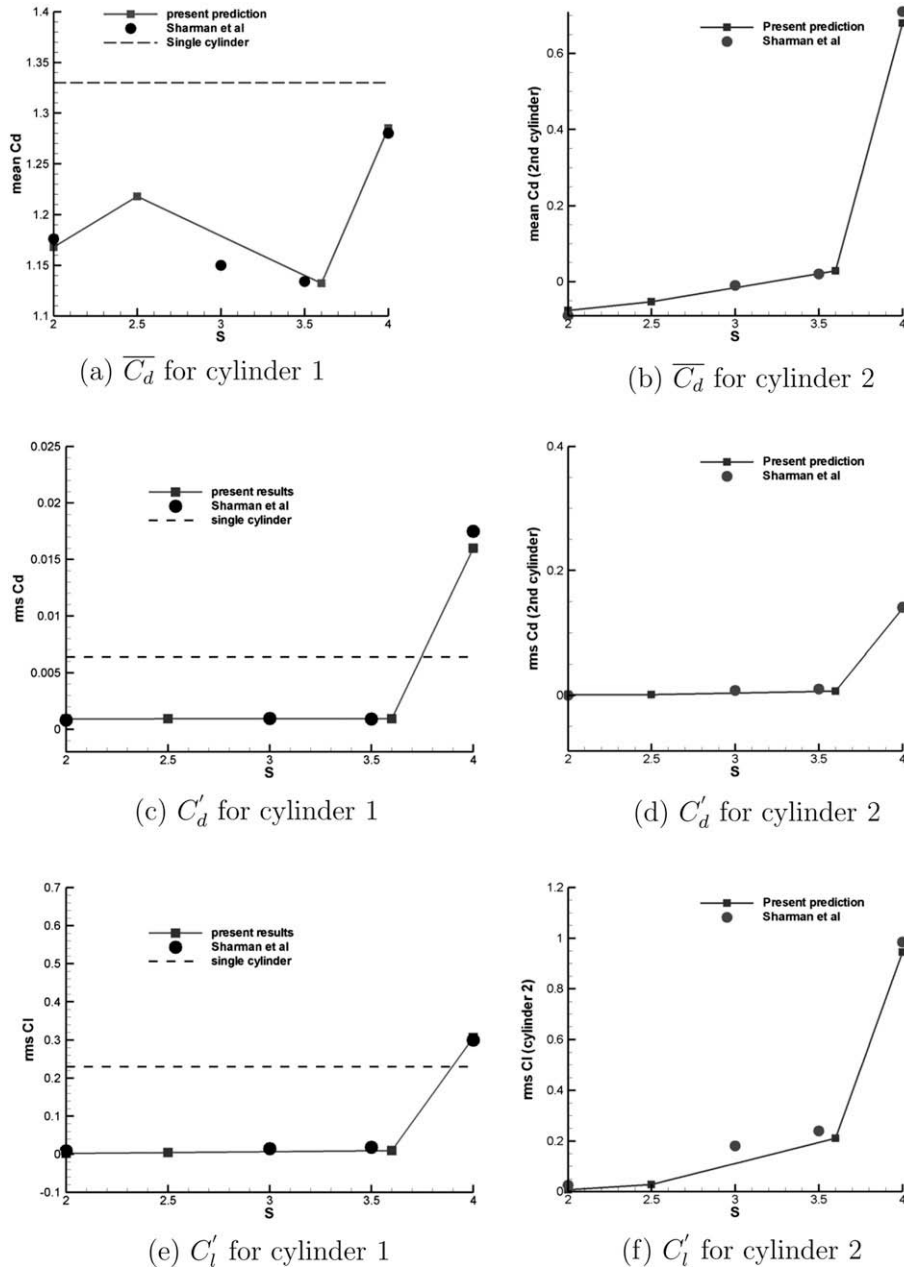 present prediction
Sharman et al
Single cylinder
1.4
1.35
1.3
1.25
1.2
1.15
1.1
mean Cd
2
2.5
3
3.5
4
S
(a) $\overline{C_d}$ for cylinder 1
Present prediction
Sharman et al
0.6
0.4
0.2
0
mean Cd (2nd cylinder)
2
2.5
3
3.5
4
S
(b) $\overline{C_d}$ for cylinder 2
present results
Sharman et al
single cylinder
0.025
0.02
0.015
0.01
0.005
0
rms Cd
2
2.5
3
3.5
4
S
(c) $C_d'$ for cylinder 1
Present prediction
Sharman et al
0.4
0.2
0
rms Cd (2nd cylinder)
2
2.5
3
3.5
4
S
(d) $C_d'$ for cylinder 2
present results
Sharman et al
single cylinder
0.7
0.6
0.5
0.4
0.3
0.2
0.1
0
-0.1
rms Cl
2
2.5
3
3.5
4
S
(e) $C_l'$ for cylinder 1
Present prediction
Sharman et al
1.2
1
0.8
0.6
0.4
0.2
0
rms Cl (cylinder 2)
2
2.5
3
3.5
4
S
(f) $C_l'$ for cylinder 2